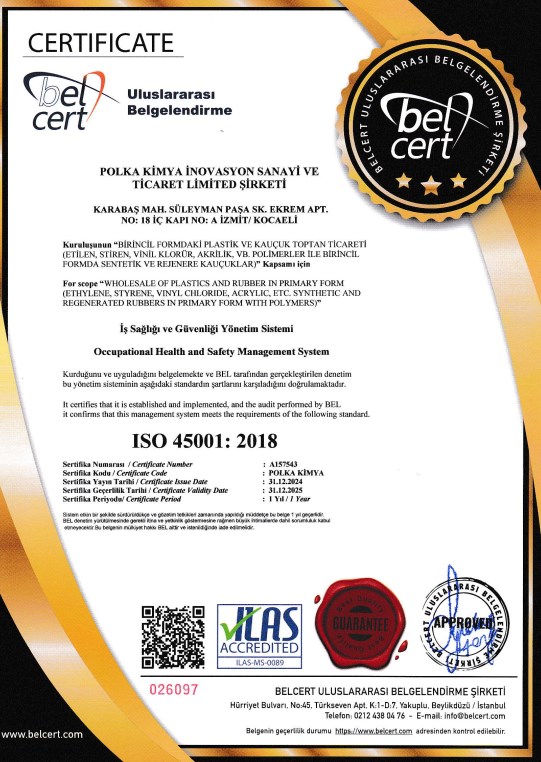 CERTIFICATE
bel cert
Uluslararası
Belgelendirme
BELCERT ULUSLARARASI BELGELENDİRME ŞİRKETİ
bel cert
POLKA KİMYA İNOVASYON SANAYİ VE
TİCARET LİMİTED ŞİRKETİ
KARABAŞ MAH. SÜLEYMAN PAŞA SK. EKREM APT.
NO: 18 İÇ KAPI NO: A İZMİT/ KOCAELİ
Kuruluşunun “BİRİNCİL FORMDAKİ PLASTİK VE KAUÇUK TOPTAN TİCARETİ
(ETİLEN, STİREN, VİNİL KLORÜR, AKRİLİK, VB. POLİMERLER İLE BİRİNCİL
FORMDA SENTETİK VE REJENERE KAUÇUKLAR)” Kapsamı için
For scope “WHOLESALE OF PLASTICS AND RUBBER IN PRIMARY FORM
(ETHYLENE, STYRENE, VINYL CHLORIDE, ACRYLIC, ETC. SYNTHETIC AND
REGENERATED RUBBERS IN PRIMARY FORM WITH POLYMERS)”
İş Sağlığı ve Güvenliği Yönetim Sistemi
Occupational Health and Safety Management System
Kurduğunu ve uyguladığını belgelemekte ve BEL tarafından gerçekleştirilen denetim
bu yönetim sisteminin aşağıdaki standardın şartlarını karşıladığını doğrulamaktadır.
It certifies that it is established and implemented, and the audit performed by BEL
it confirms that this management system meets the requirements of the following standard.
ISO 45001: 2018
Sertifika Numarası / Certificate Number : A157543
Sertifika Kodu / Certificate Code : POLKA KİMYA
Sertifika Yayın Tarihi / Certificate Issue Date : 31.12.2024
Sertifika Geçerlilik Tarihi / Certificate Validity Date : 31.12.2025
Sertifika Periyodu/ Certificate Period : 1 Yıl / 1 Year
Sistem etkin bir şekilde sürdürüldükçe ve gözetim tetkikleri zamanında yapıldığı müddetçe bu belge 1 yıl geçerlidir.
BEL denetim yürütülmesinde gerekli itina ve yetkinlik göstermesine rağmen büyük ihtimallerde dahil sorumluluk kabul
etmeyecektir.Bu belgenin mülkiyet hakkı BEL aittir ve istenildiğinde iade edilmelidir.
ILAS
ACCREDITED
ILAS-MS-0089
GUARANTEE
BELCERT ULUSLARARASI BELGELENDİRME ŞİRKETİ
APPROVED
026097
BELCERT ULUSLARARASI BELGELENDİRME ŞİRKETİ
Hürriyet Bulvarı, No:45, Türkseven Apt, K:1-D:7, Yakuplu, Beylikdüzü / İstanbul
Telefon: 0212 438 04 76 - E-mail: info@belcert.com
www.belcert.com
Belgenin geçerlilik durumu https://www.belcert.com adresinden kontrol edilebilir.